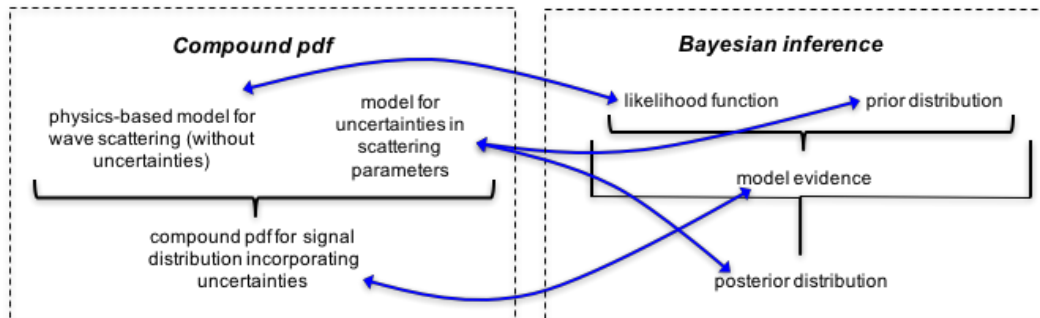 Compound pdf
physics-based model for
wave scattering (without
uncertainties)
model for
uncertainties in
scattering
parameters
compound pdf for signal
distribution incorporating
uncertainties
Bayesian inference
likelihood function
prior distribution
model evidence
posterior distribution